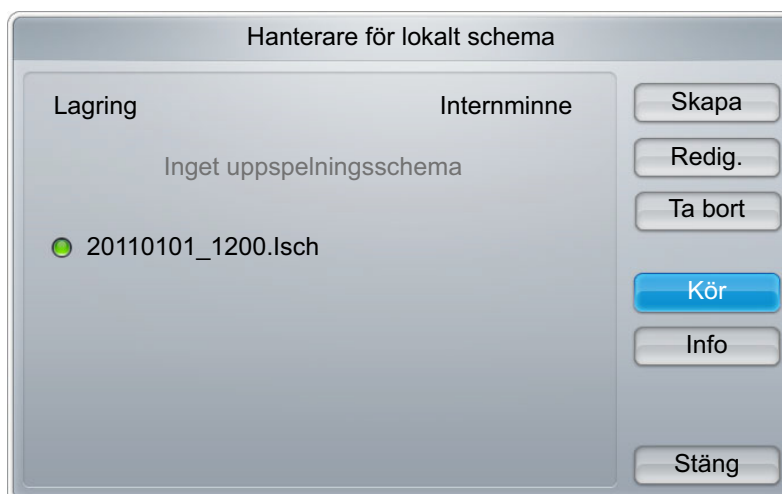 Hanterare för lokalt schema
Lagring Internminne
Inget uppspelningsschema
20110101_1200.lsch
Skapa
Redig.
Ta bort
Kör
Info
Stäng